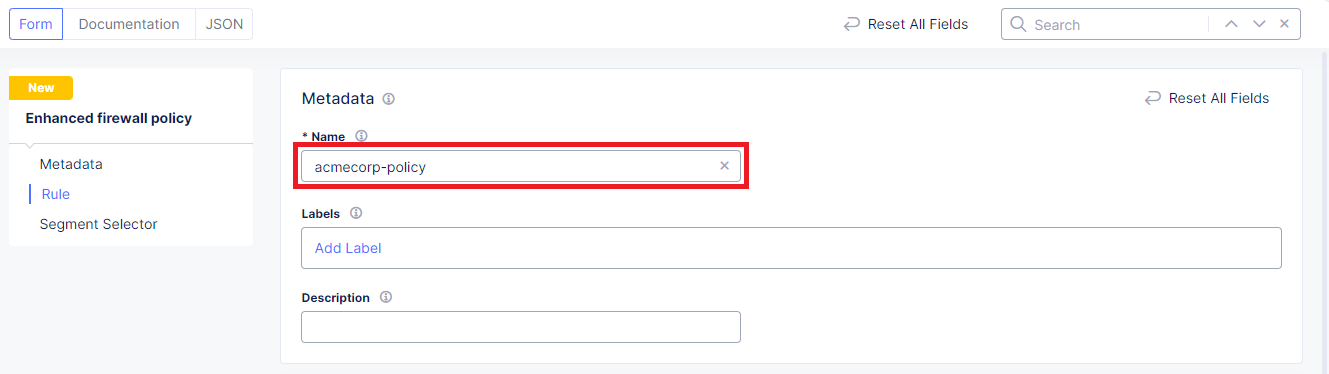 Form Documentation JSON Reset All Fields Search
New
Enhanced firewall policy
Metadata
Rule
Segment Selector
Metadata Reset All Fields
* Name
acmecorp-policy
Labels
Add Label
Description